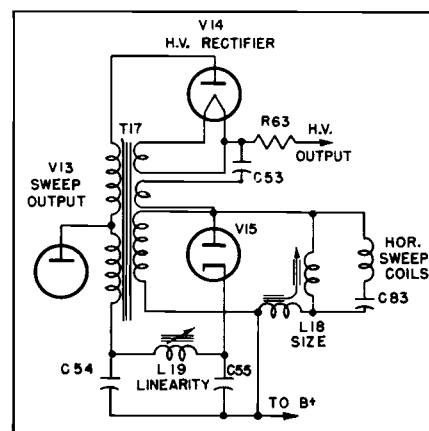 V14
H.V. RECTIFIER
T17
R63
H.V.
OUTPUT
C53
V13
SWEEP
OUTPUT
V15
HOR.
SWEEP
COILS
C83
L18
SIZE
C54
L19
LINEARITY
C55
TO B+